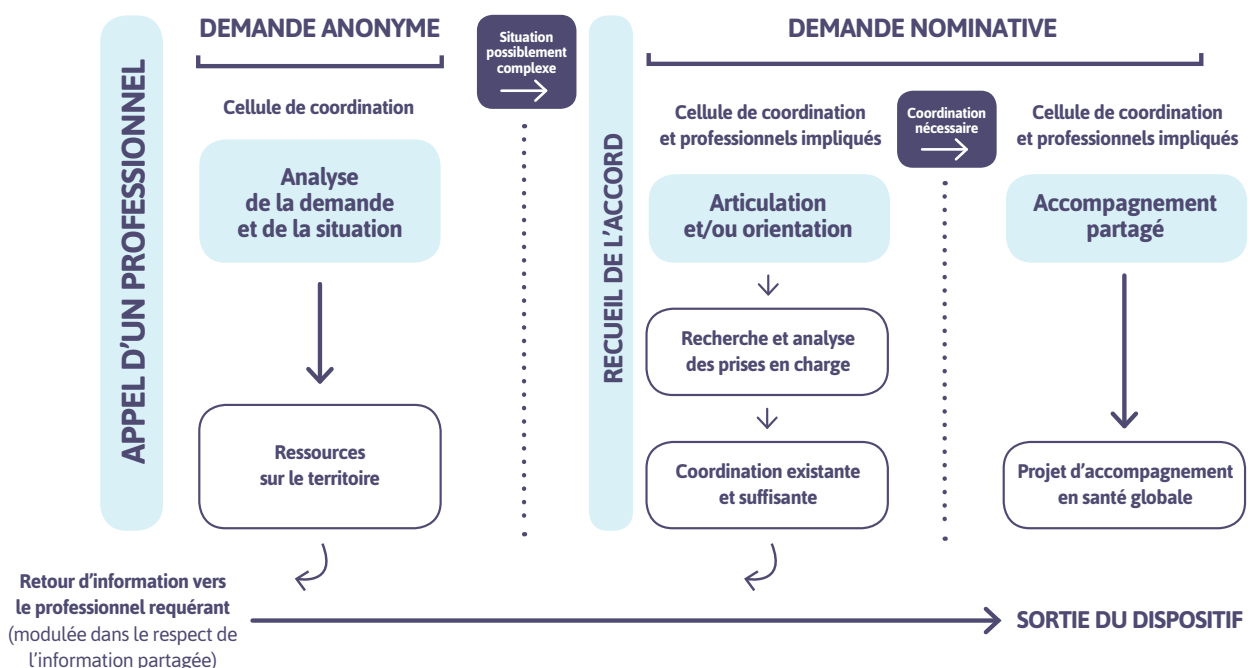 APPEL D'UN PROFESSIONNEL
DEMANDE ANONYME
Cellule de coordination
Analyse
de la demande
et de la situation
Ressources
sur le territoire
Situation
possiblement
complexe
RECUEIL DE L'ACCORD
DEMANDE NOMINATIVE
Cellule de coordination
et professionnels impliqués
Articulation
et/ou orientation
Recherche et analyse
des prises en charge
Coordination existante
et suffisante
Coordination
nécessaire
Cellule de coordination
et professionnels impliqués
Accompagnement
partagé
Projet d'accompagnement
en santé globale
Retour d'information vers
le professionnel requérant
(modulée dans le respect de
l'information partagée)
SORTIE DU DISPOSITIF